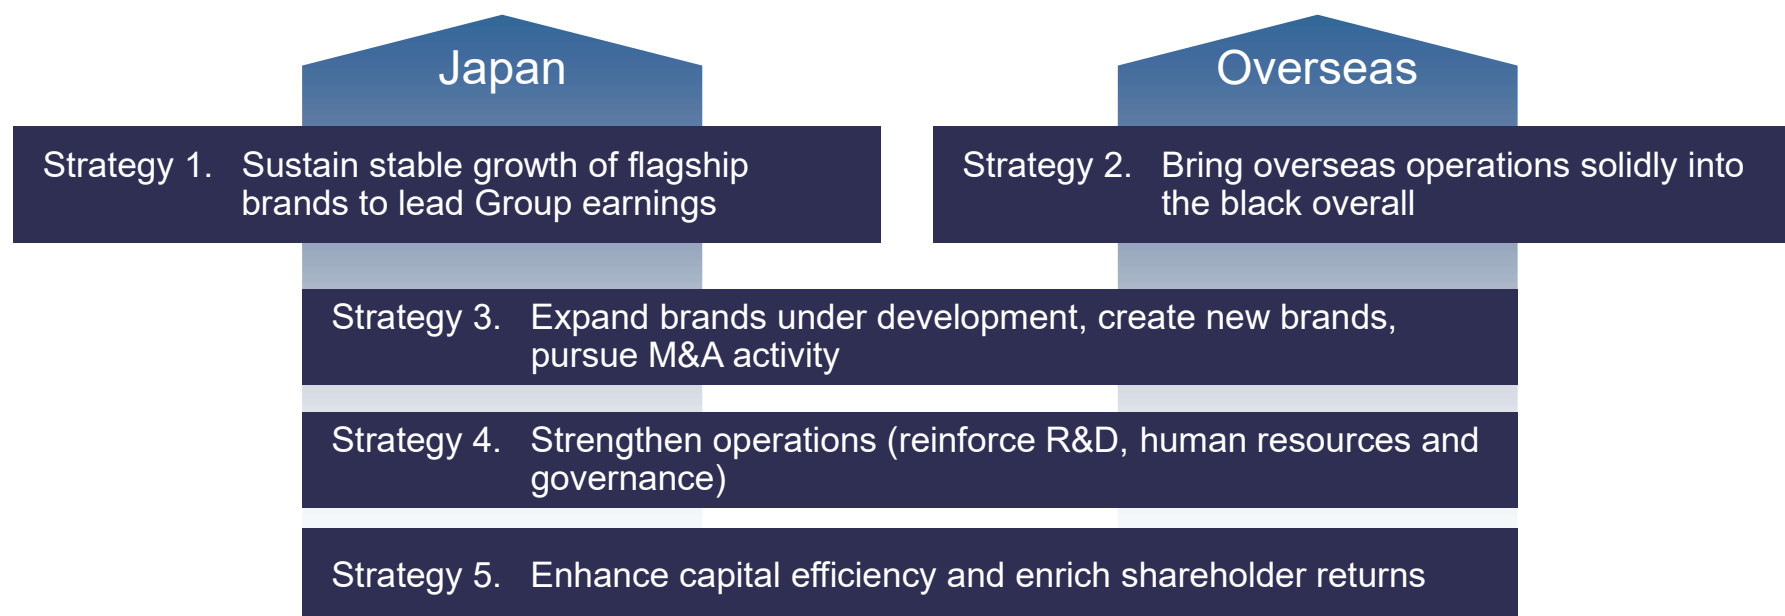 Japan
Overseas
Strategy 1. Sustain stable growth of flagship
brands to lead Group earnings
Strategy 2. Bring overseas operations solidly into
the black overall
Strategy 3. Expand brands under development, create new brands,
pursue M&A activity
Strategy 4. Strengthen operations (reinforce R&D, human resources and
governance)
Strategy 5. Enhance capital efficiency and enrich shareholder returns